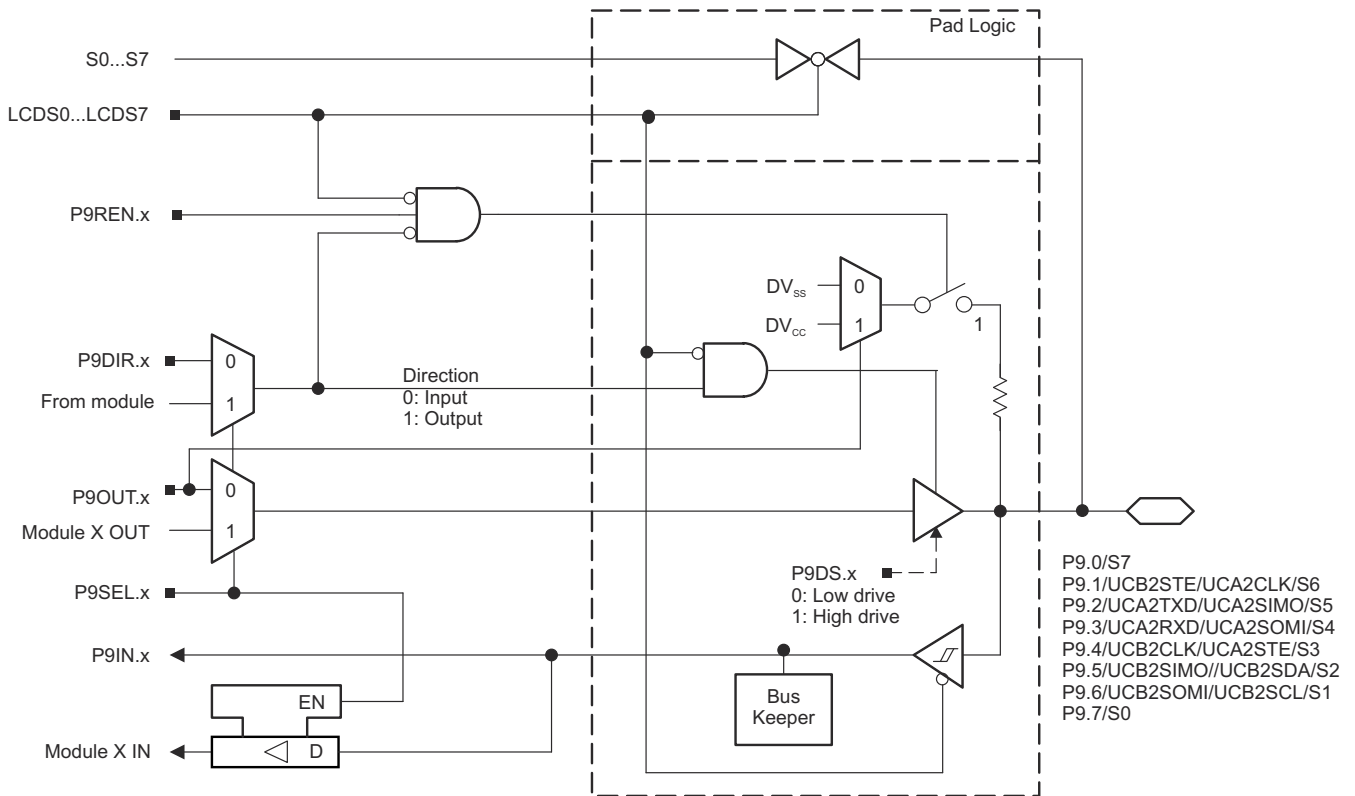 Pad Logic
S0...S7
LCDS0...LCDS7
P9REN.x
DVSS
0
DVCC
1
1
P9DIR.x
0
From module
1
Direction
0: Input
1: Output
P9OUT.x
0
Module X OUT
1
P9SEL.x
P9DS.x
0: Low drive
1: High drive
P9IN.x
EN
Module X IN
D
Bus
Keeper
P9.0/S7
P9.1/UCB2STE/UCA2CLK/S6
P9.2/UCA2TXD/UCA2SIMO/S5
P9.3/UCA2RXD/UCA2SOMI/S4
P9.4/UCB2CLK/UCA2STE/S3
P9.5/UCB2SIMO//UCB2SDA/S2
P9.6/UCB2SOMI/UCB2SCL/S1
P9.7/S0